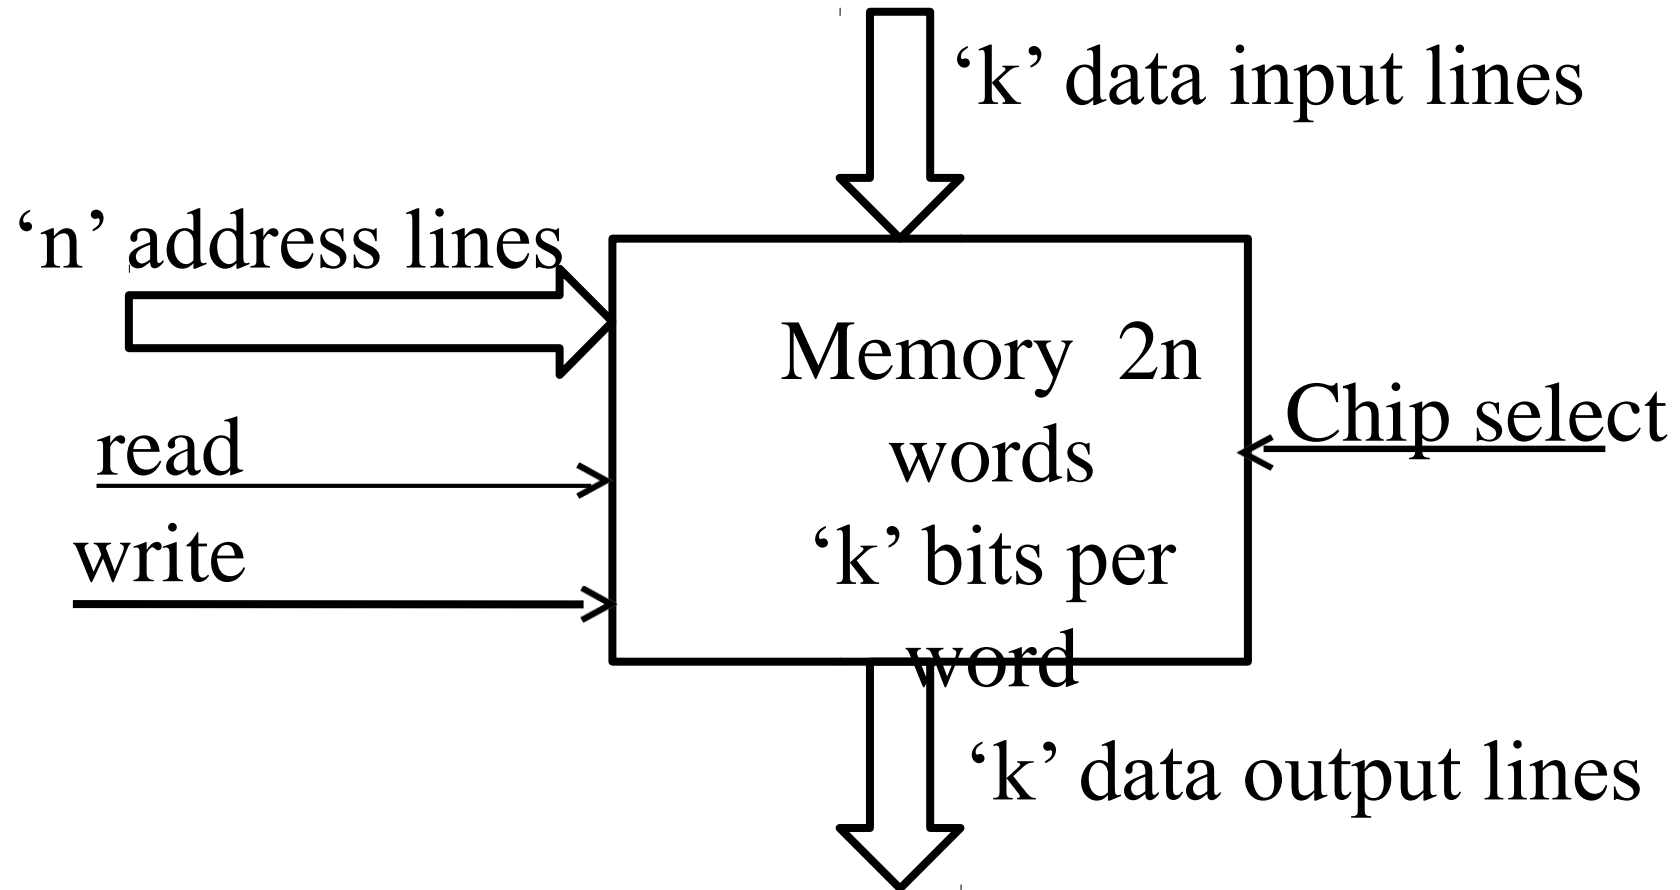 ‘k’ data input lines
‘n’ address lines
Memory 2n
words
‘k’ bits per
word
Chip select
read
write
‘k’ data output lines